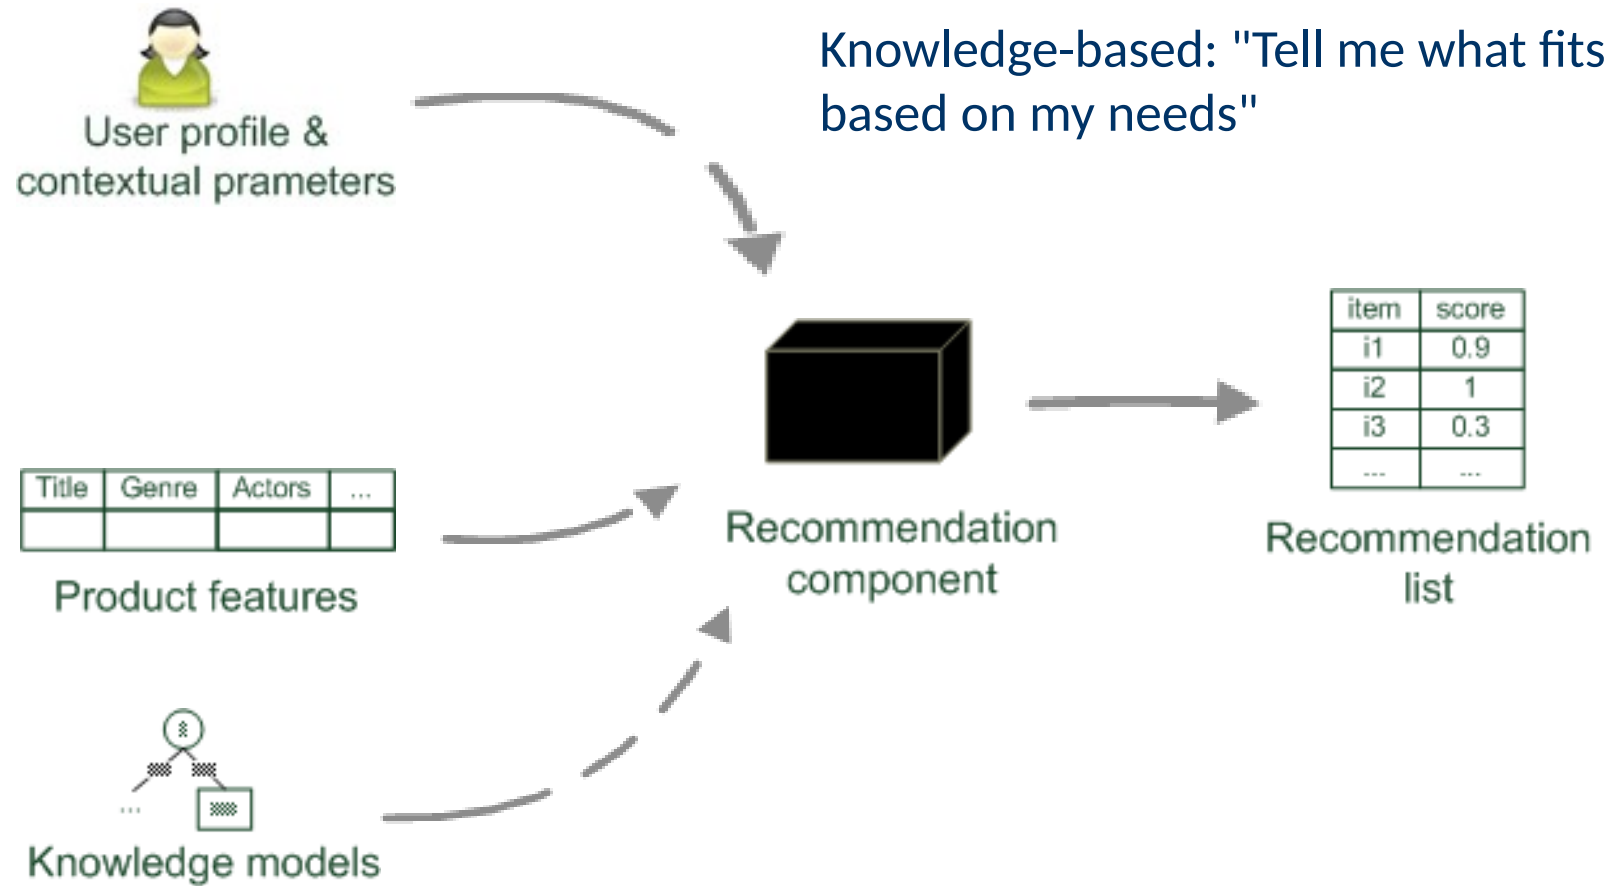 Knowledge-based: "Tell me what fits
based on my needs"
User profile &
contextual prameters
item score
i1 0.9
i2 1
i3 0.3
... ...
Title Genre Actors ...
Recommendation
component
Recommendation
list
Product features
...
Knowledge models